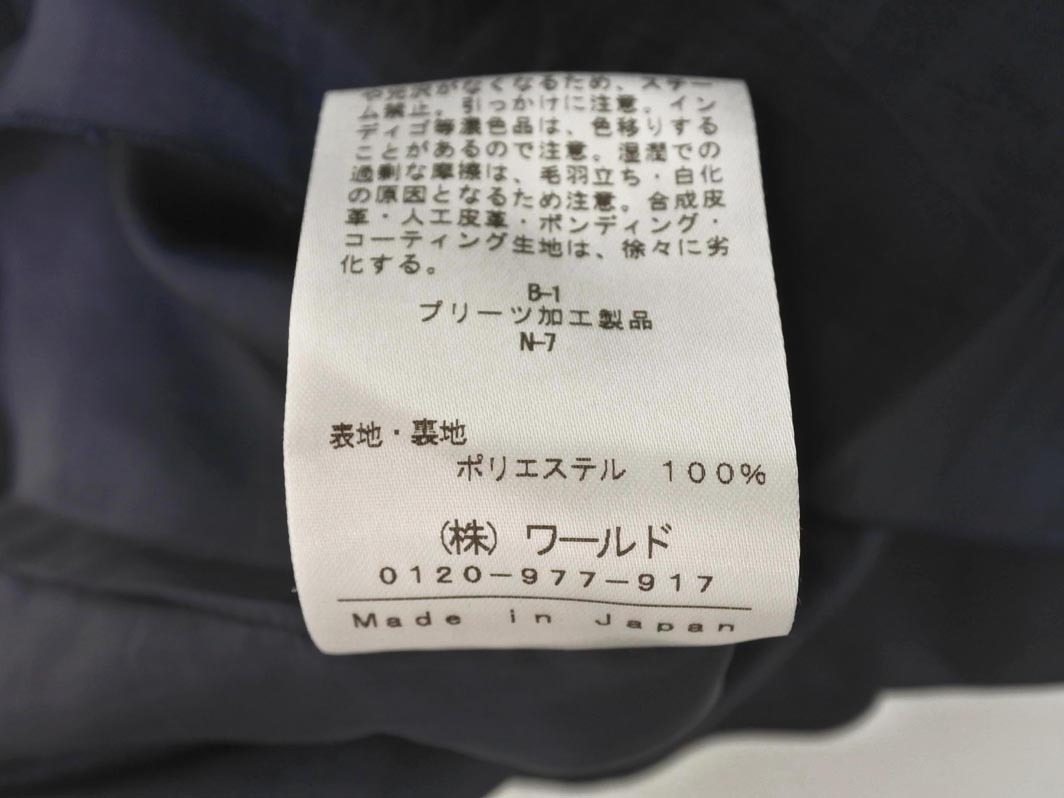 や光沢がなくなるため、スチー
ム禁止。引っかけに注意。イン
ディゴ等濃色品は、色移りする
ことがあるので注意。湿潤での
過剰な摩擦は、毛羽立ち・白化
の原因となるため注意。合成皮
革・人工皮革・ボンディング・
コーティング生地は、徐々に劣
化する。
B-1
プリーツ加工製品
N-7
表地・裏地
ポリエステル 100%
(株) ワールド
0120-977-917
Made in Japan